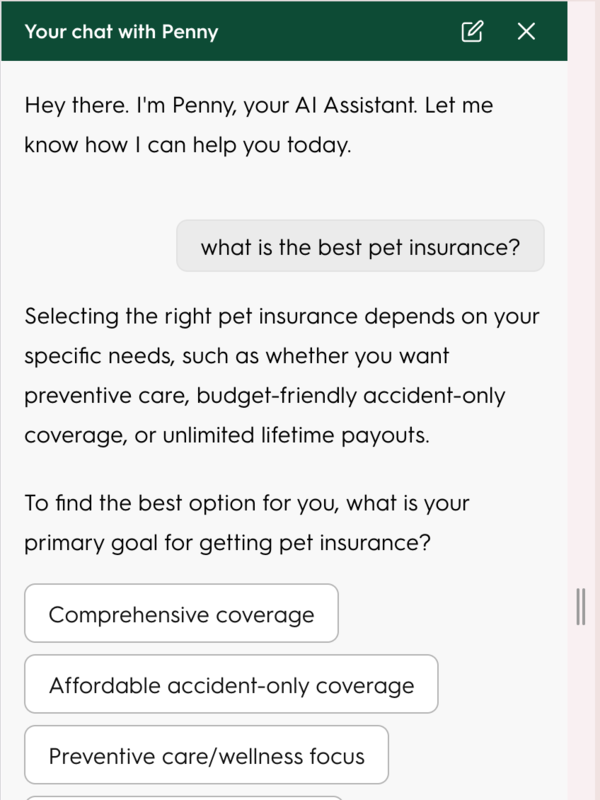 Your chat with Penny
Hey there. I'm Penny, your AI Assistant. Let me
know how I can help you today.
what is the best pet insurance?
Selecting the right pet insurance depends on your
specific needs, such as whether you want
preventive care, budget-friendly accident-only
coverage, or unlimited lifetime payouts.
To find the best option for you, what is your
primary goal for getting pet insurance?
Comprehensive coverage
Affordable accident-only coverage
Preventive care/wellness focus